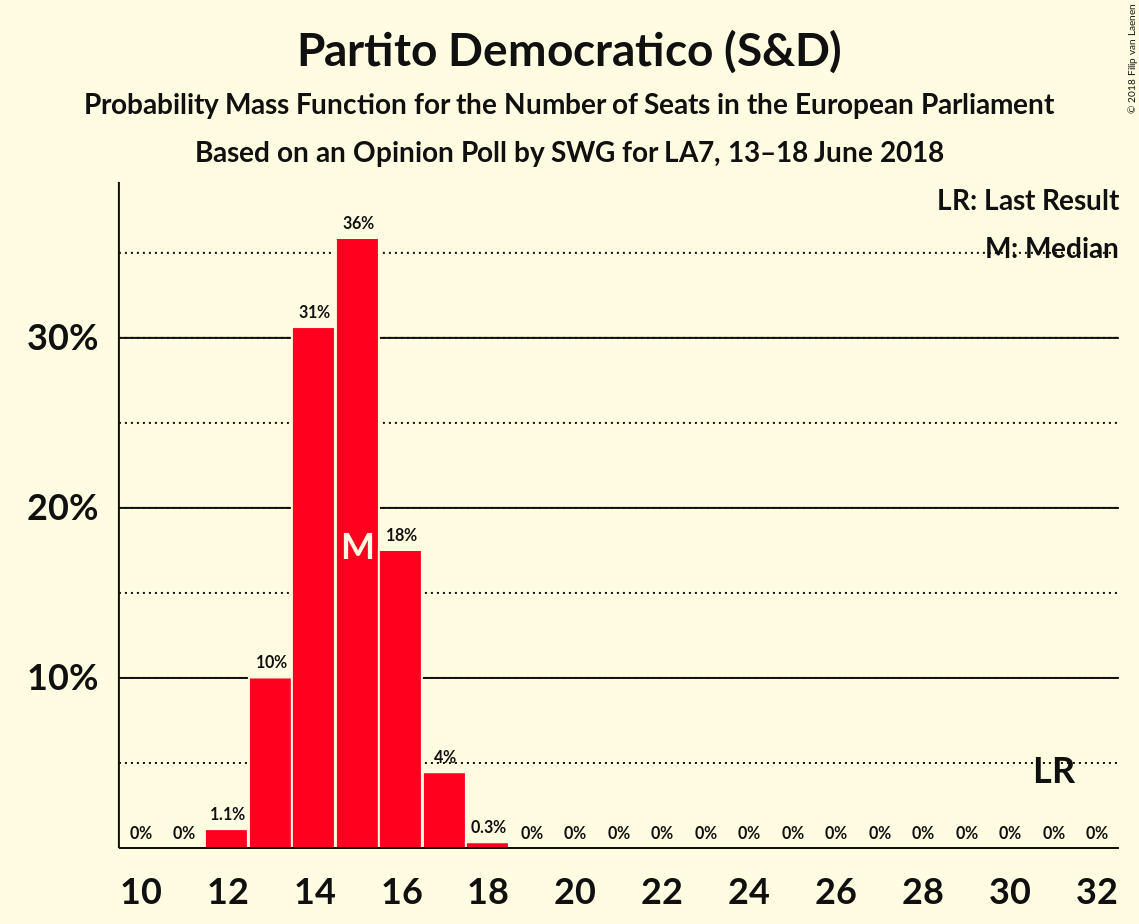 Partito Democratico (S&D)
Probability Mass Function for the Number of Seats in the European Parliament
Based on an Opinion Poll by SWG for LA7, 13–18 June 2018
© 2018 Filip van Laenen
LR: Last Result
M: Median
36%
31%
30%
20%
M
18%
10%
10%
4%
LR
1.1%
0.3%
0% 0% 0% 0% 0% 0% 0% 0% 0% 0% 0% 0% 0% 0% 0% 0%
10 12 14 16 18 20 22 24 26 28 30 32